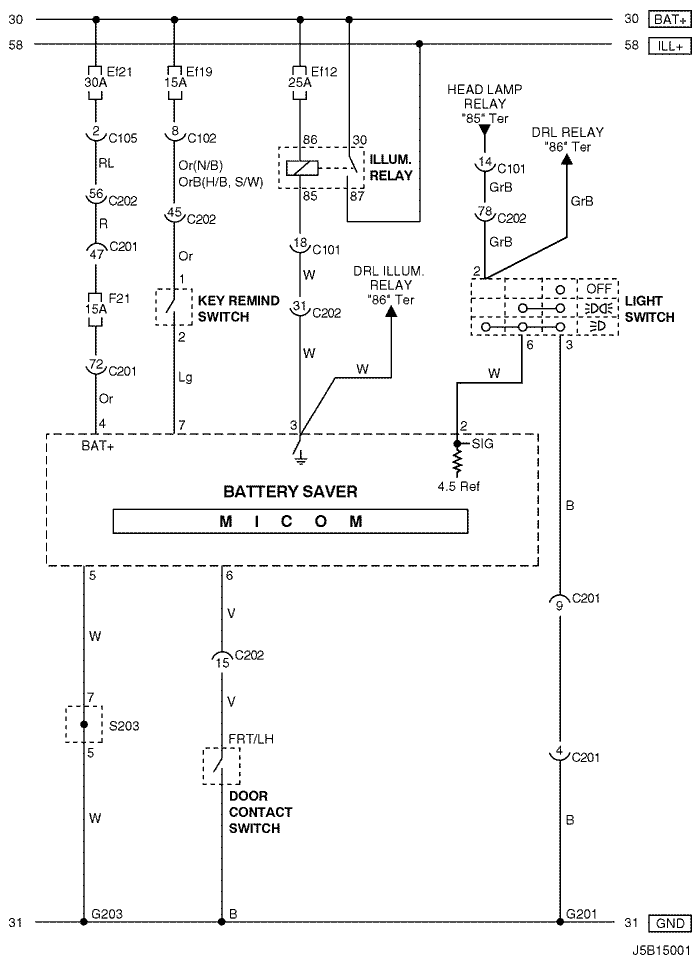 30 30 BAT+
58 58 ILL+
Ef21 Ef19 Ef12
30A 15A 25A
HEAD LAMP
RELAY
"85" Ter
DRL RELAY
"86" Ter
2 C105 8 C102
86 30
ILLUM.
RELAY
85 87
RL
Or(N/B)
OrB(H/B, S/W)
14 C101
GrB
GrB
56 C202
45 C202
78 C202
R
GrB
47 C201
Or
18 C101
W
DRL ILLUM.
RELAY
"86" Ter
F21
15A
1
KEY REMIND
SWITCH
2
31 C202
2
OFF
LIGHT
SWITCH
6 3
W
W
W
72 C201
Lg
Or
4 7 3 2
BAT+
SIG
4.5 Ref
BATTERY SAVER
M I C O M
B
5 6
9 C201
V
W
15 C202
V
7
S203
5
FRT/LH
4 C201
DOOR
CONTACT
SWITCH
W
B
G203 B G201
31 31 GND
J5B15001